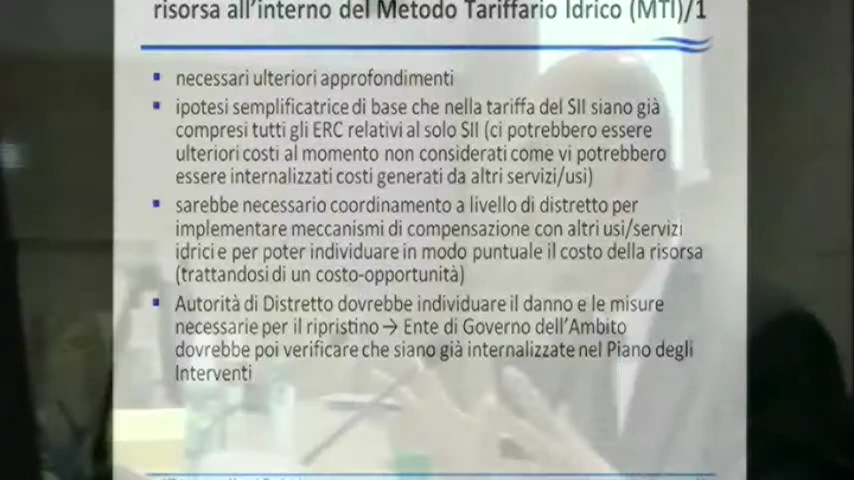 risorsa all'interno del Metodo Tariffario Idrico (MTI)/1
necessari ulteriori approfondimenti
ipotesi semplificatrice di base che nella tariffa del SII siano già
compresi tutti gli ERC relativi al solo SII (ci potrebbero essere
ulteriori costi al momento non considerati come vi potrebbero
essere internalizzati costi generati da altri servizi/usi)
sarebbe necessario coordinamento a livello di distretto per
implementare meccanismi di compensazione con altri usi/servizi
idrici e per poter individuare in modo puntuale il costo della risorsa
(trattandosi di un costo-opportunità)
Autorità di Distretto dovrebbe individuare il danno e le misure
necessarie per il ripristino → Ente di Governo dell'Ambito
dovrebbe poi verificare che siano già internalizzate nel Piano degli
Interventi